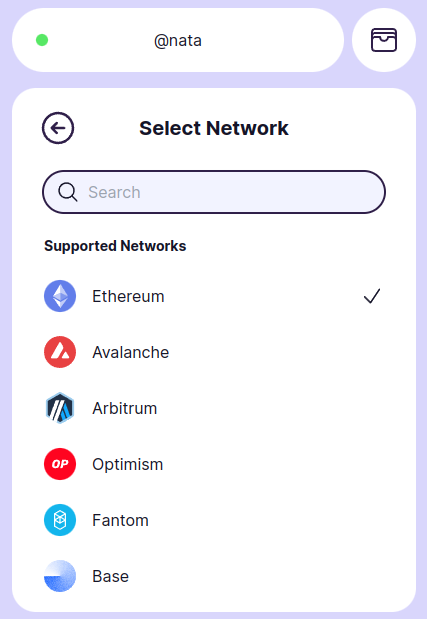 @nata
Select Network
Search
Supported Networks
Ethereum
Avalanche
Arbitrum
OP Optimism
Fantom
Base